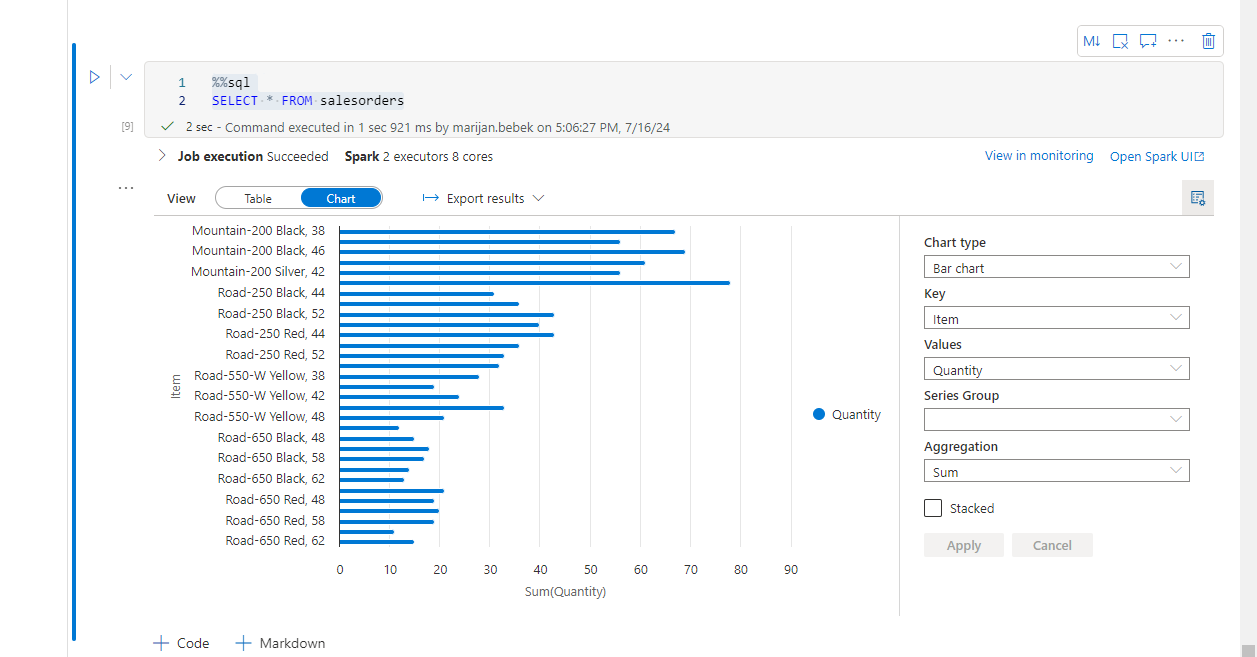 M↓
1 %%sql
2 SELECT * FROM salesorders
[9] 2 sec - Command executed in 1 sec 921 ms by marijan.bebek on 5:06:27 PM, 7/16/24
Job execution Succeeded Spark 2 executors 8 cores View in monitoring Open Spark UI
View Table Chart Export results
Mountain-200 Black, 38
Mountain-200 Black, 46
Mountain-200 Silver, 42
Road-250 Black, 44
Road-250 Black, 52
Road-250 Red, 44
Road-250 Red, 52
Road-550-W Yellow, 38
Road-550-W Yellow, 42
Road-550-W Yellow, 48
Road-650 Black, 48
Road-650 Black, 58
Road-650 Black, 62
Road-650 Red, 48
Road-650 Red, 58
Road-650 Red, 62
Item
0 10 20 30 40 50 60 70 80 90
Sum(Quantity)
Quantity
Chart type
Bar chart
Key
Item
Values
Quantity
Series Group
Aggregation
Sum
Stacked
Apply Cancel
Code Markdown